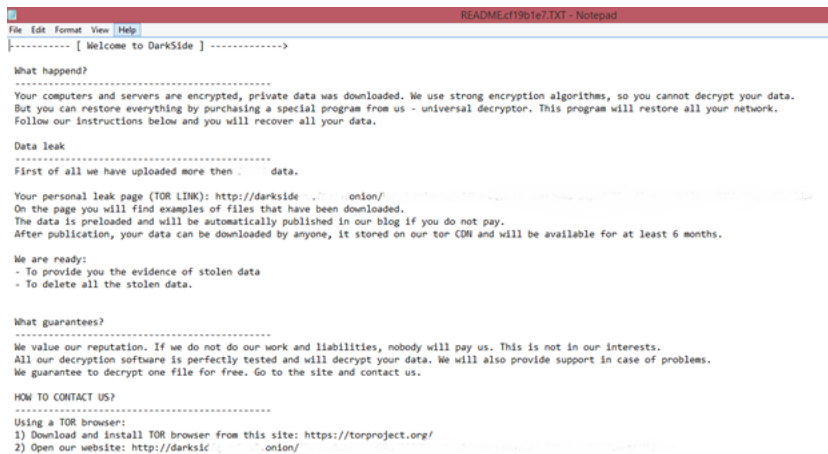 README.cf19b1e7.TXT - Notepad
File Edit Format View Help
----------- [ Welcome to DarkSide ] ------------->
What happend?
----------------------------------------------
Your computers and servers are encrypted, private data was downloaded. We use strong encryption algorithms, so you cannot decrypt your data.
But you can restore everything by purchasing a special program from us - universal decryptor. This program will restore all your network.
Follow our instructions below and you will recover all your data.
Data leak
----------------------------------------------
First of all we have uploaded more then data.
Your personal leak page (TOR LINK): http://darkside .onion/
On the page you will find examples of files that have been downloaded.
The data is preloaded and will be automatically published in our blog if you do not pay.
After publication, your data can be downloaded by anyone, it stored on our tor CDN and will be available for at least 6 months.
We are ready:
- To provide you the evidence of stolen data
- To delete all the stolen data.
What guarantees?
----------------------------------------------
We value our reputation. If we do not do our work and liabilities, nobody will pay us. This is not in our interests.
All our decryption software is perfectly tested and will decrypt your data. We will also provide support in case of problems.
We guarantee to decrypt one file for free. Go to the site and contact us.
HOW TO CONTACT US?
----------------------------------------------
Using a TOR browser:
1) Download and install TOR browser from this site: https://torproject.org/
2) Open our website: http://darksid .onion/